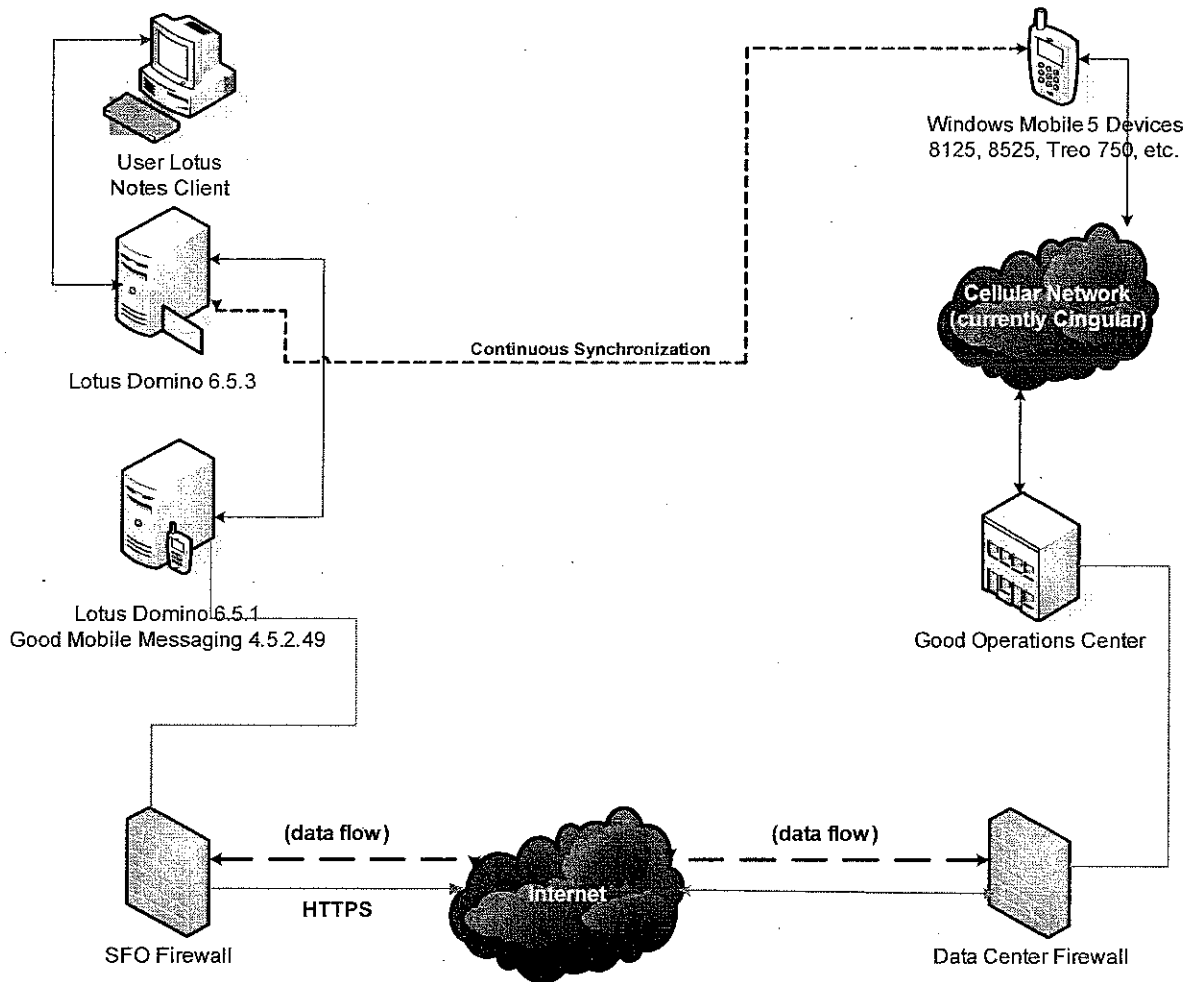 User Lotus
Notes Client
Windows Mobile 5 Devices
8125, 8525, Treo 750, etc.
Cellular Network
(currently Cingular)
Continuous Synchronization
Lotus Domino 6.5.3
Lotus Domino 6.5.1
Good Mobile Messaging 4.5.2.49
Good Operations Center
(data flow)
(data flow)
Internet
HTTPS
SFO Firewall
Data Center Firewall